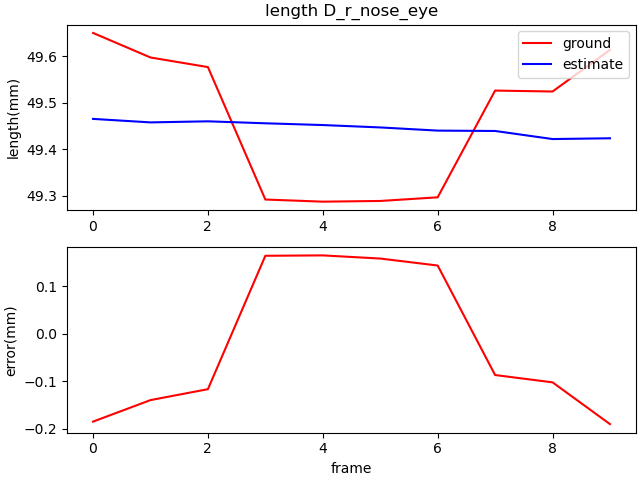 length D_r_nose_eye
ground
estimate
length(mm)
49.6
49.5
49.4
49.3
0 2 4 6 8
error(mm)
0.1
0.0
−0.1
−0.2
0 2 4 6 8
frame